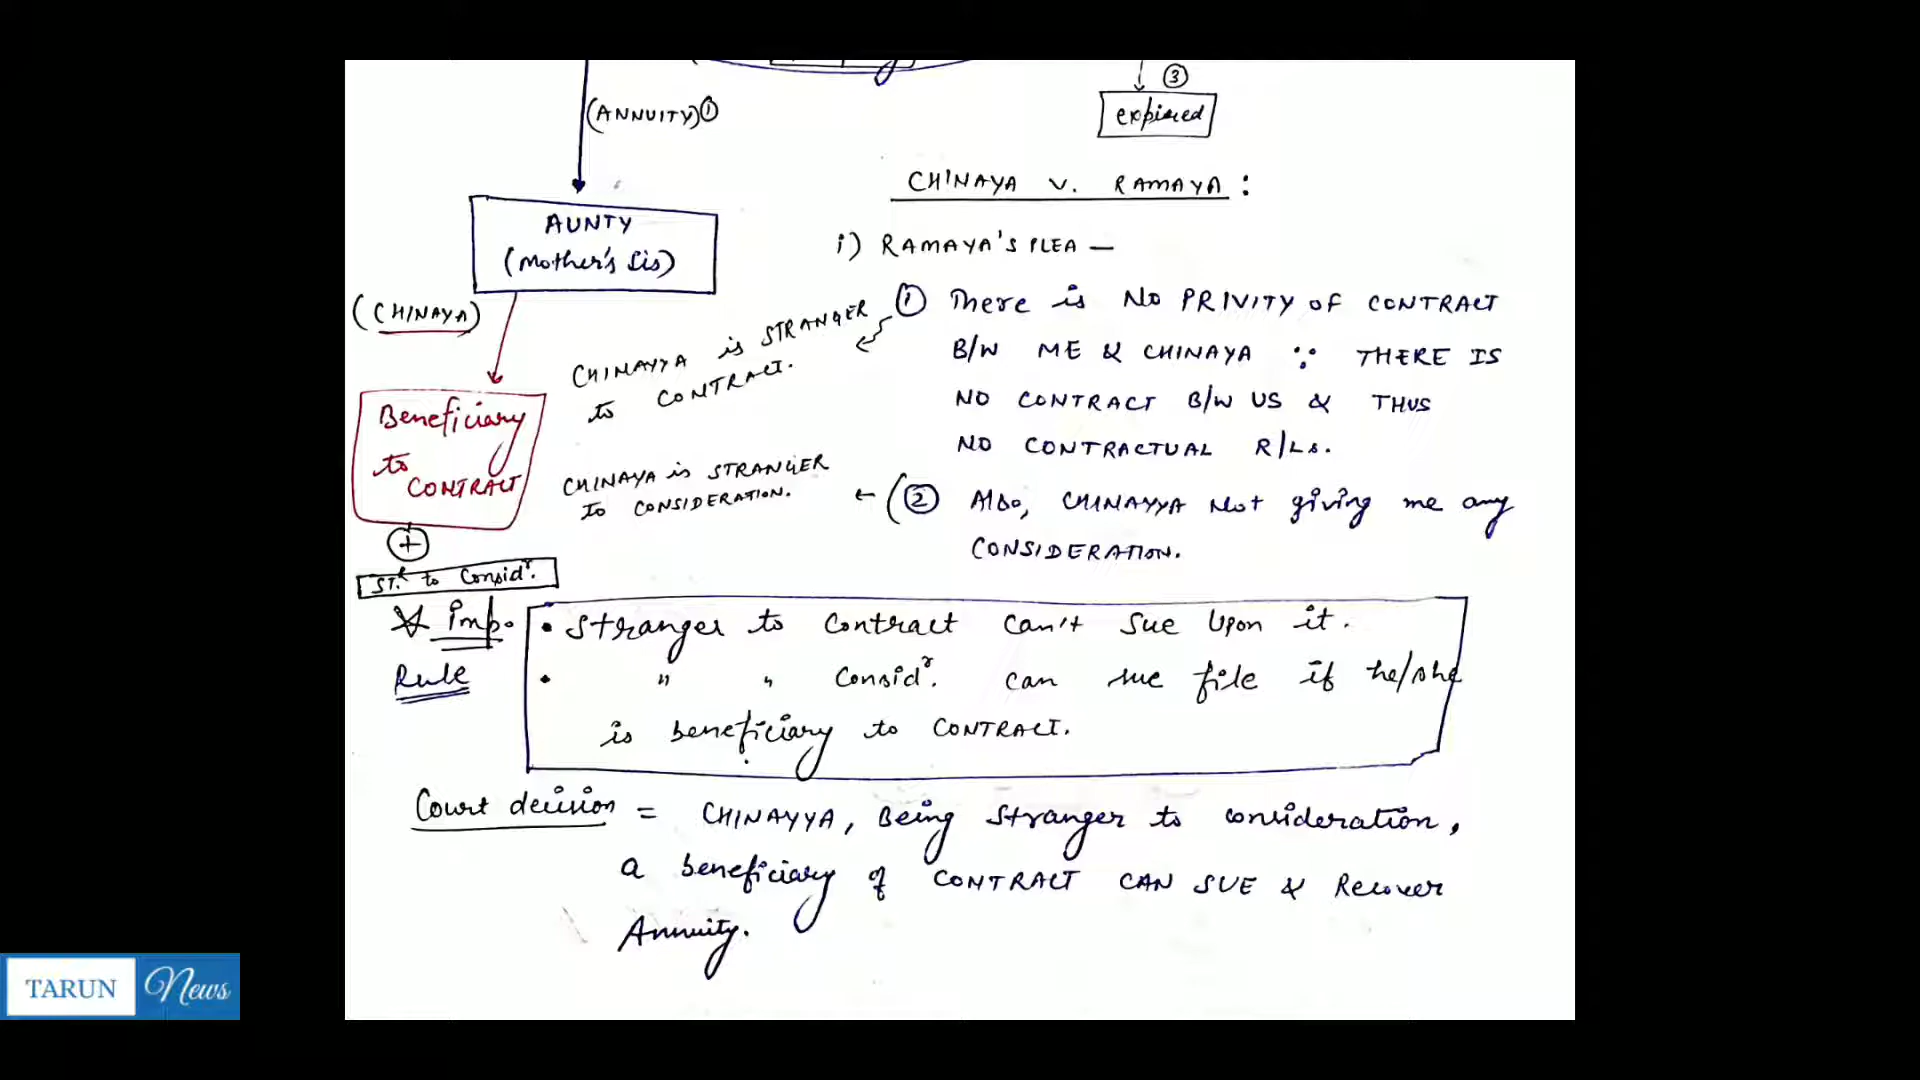 (ANNUITY) ①
③
expiared
CHINAYA v. RAMAYA :
AUNTY
(Mother's Sis)
i) RAMAYA'S PLEA —
(CHINAYA)
① There is NO PRIVITY OF CONTRACT
B/W ME & CHINAYA ∵ THERE IS
NO CONTRACT B/W US & THUS
NO CONTRACTUAL R/Ls.
CHINAYYA is STRANGER
to CONTRACT.
Beneficiary
to
CONTRACT
CHINAYA is STRANGER
TO CONSIDERATION.
← (② Also, CHINAYYA Not giving me any
CONSIDERATION.
+
ST.r to Considr.
Imp.
Rule
• Stranger to contract can't sue upon it.
• " " Considr. can sue file if he/she
is beneficiary to CONTRACT.
Court decision = CHINAYYA, Being stranger to consideration,
a beneficiary of CONTRACT CAN SUE & Recover
Annuity.
TARUN News